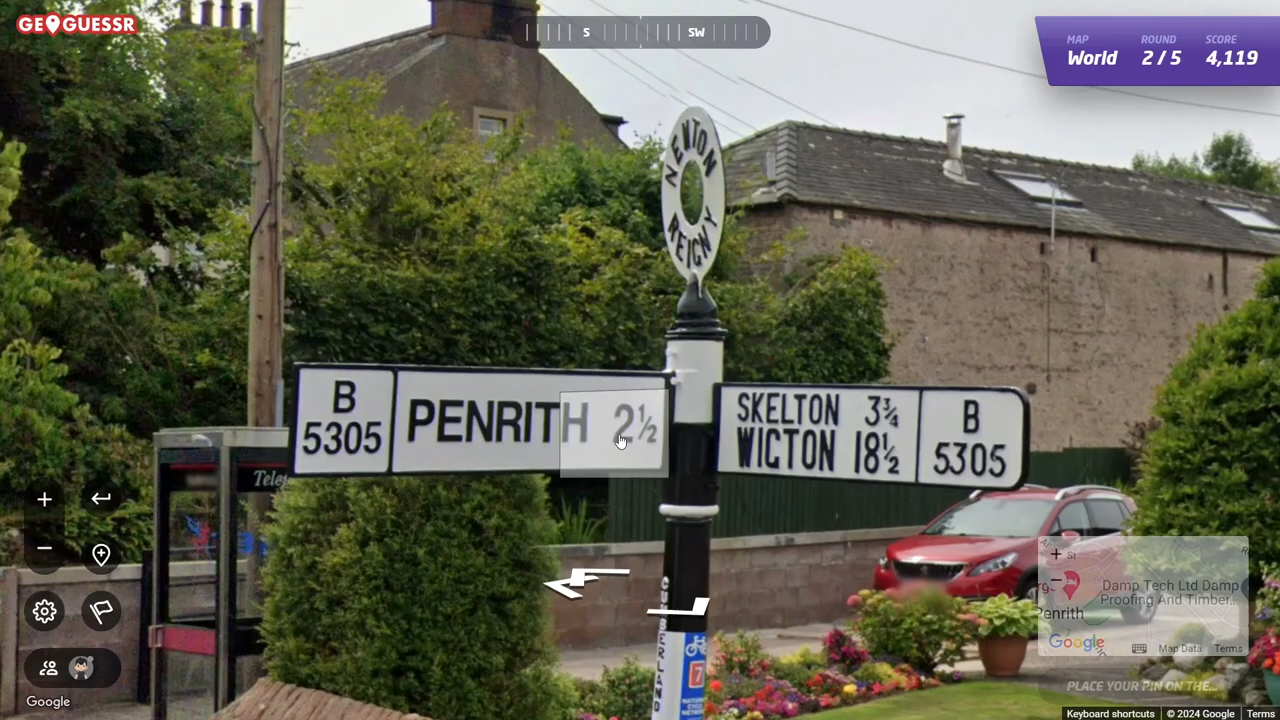 GEOGUESSR
S SW
MAP ROUND SCORE
World 2 / 5 4,119
NEWTON
REIGNY
B
5305
PENRITH 2½
SKELTON 3¾
WIGTON 18½
B
5305
CUMBERLAND
7
Damp Tech Ltd Damp
Proofing And Timber...
Penrith
Google
Map Data Terms
PLACE YOUR PIN ON THE...
Google
Keyboard shortcuts © 2024 Google Terms